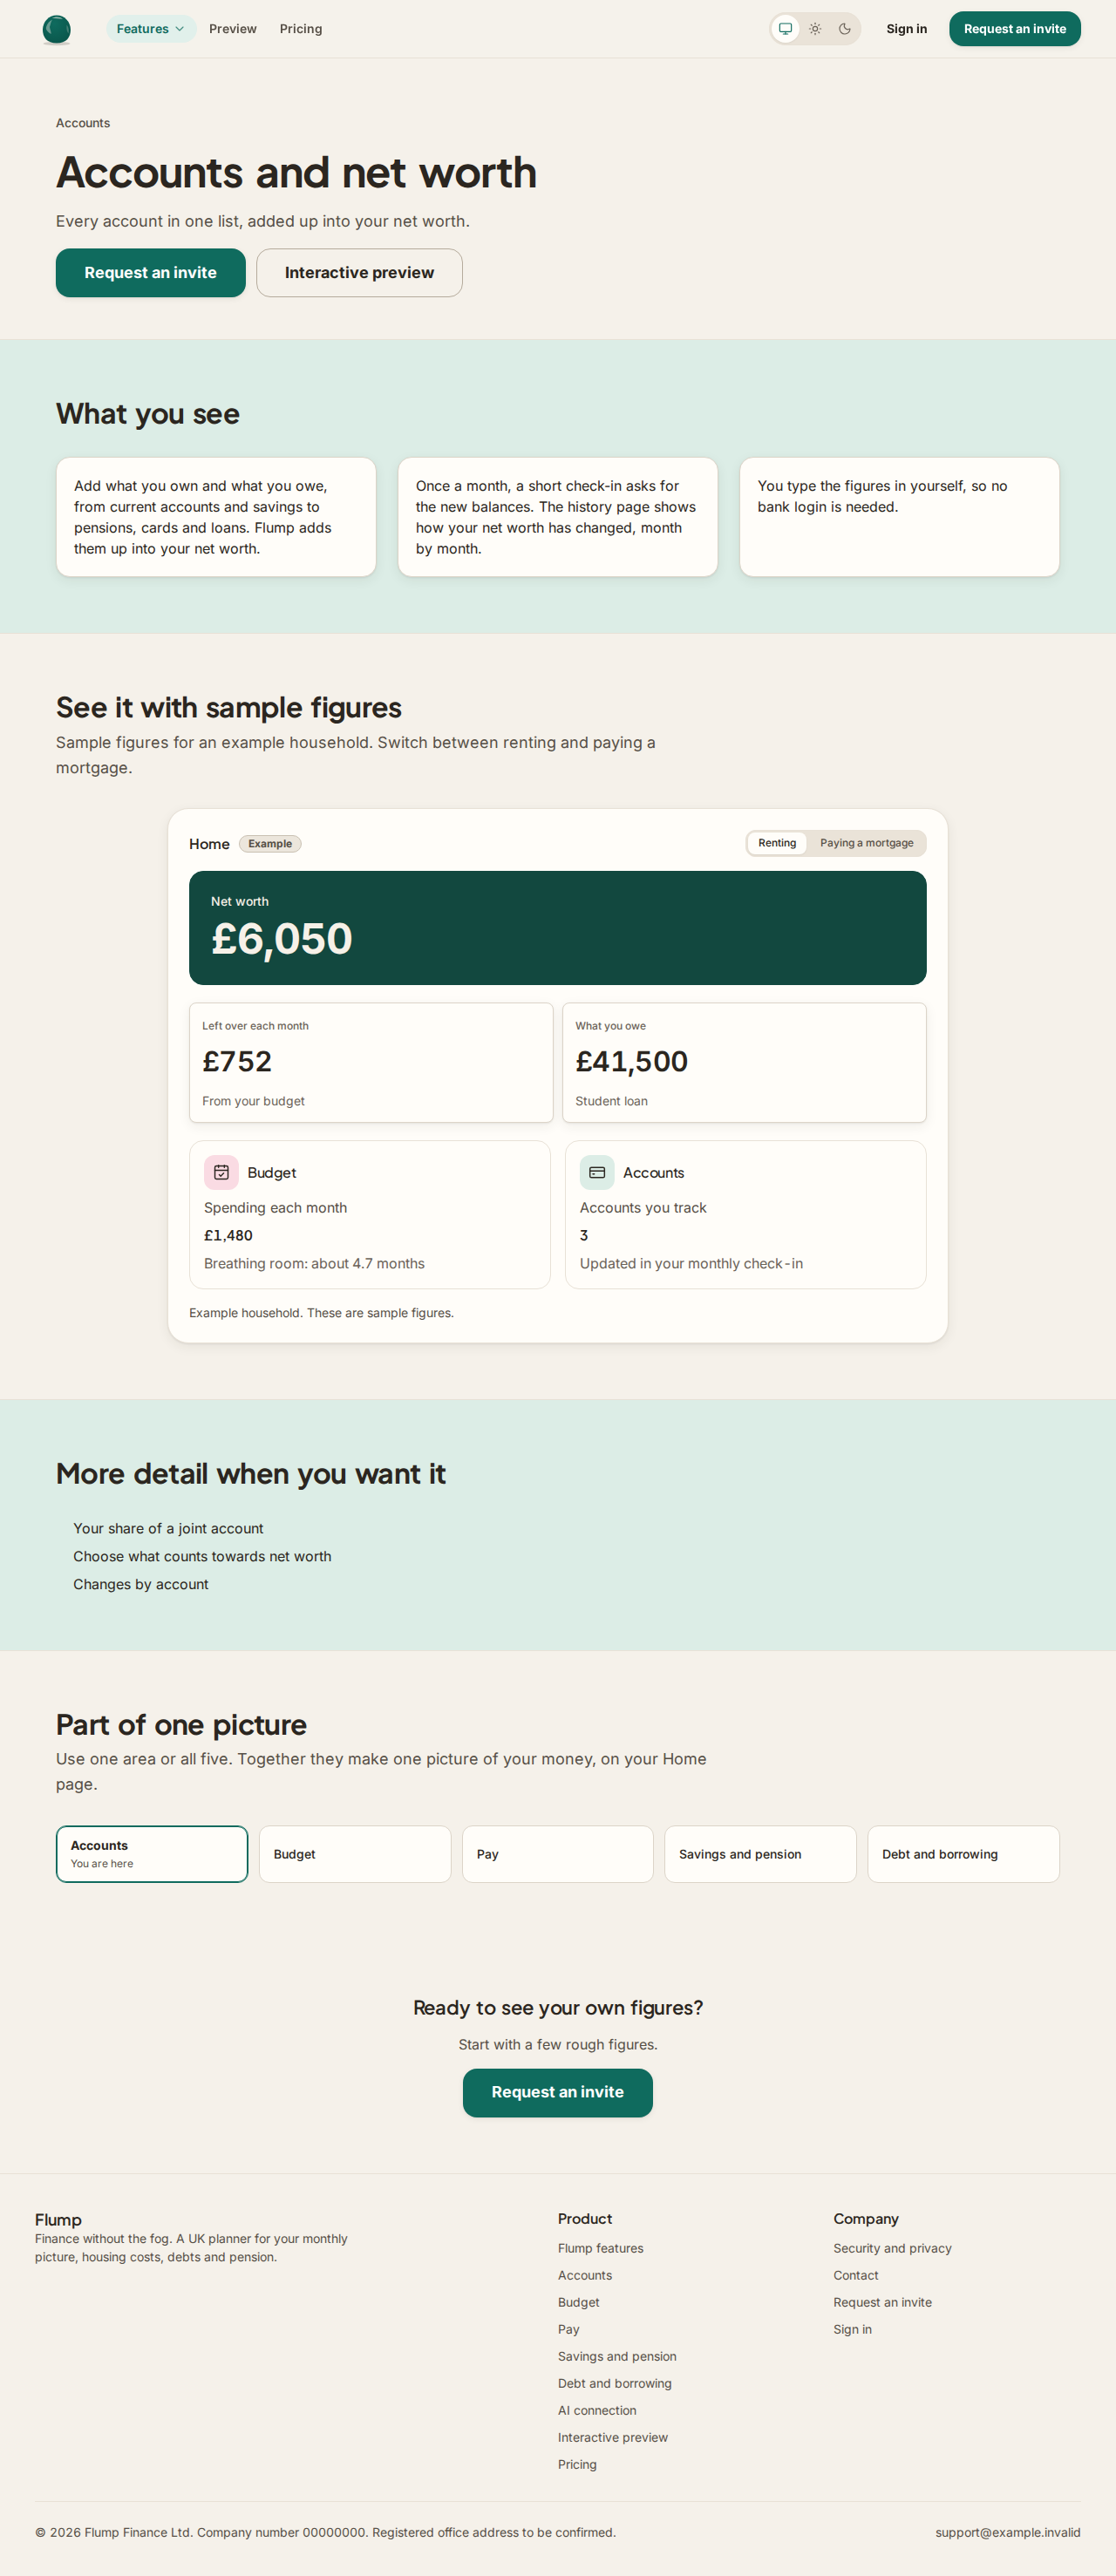 Features
Preview
Pricing
Sign in
Request an invite
Accounts
Accounts and net worth
Every account in one list, added up into your net worth.
Request an invite
Interactive preview
What you see
Add what you own and what you owe,
from current accounts and savings to
pensions, cards and loans. Flump adds
them up into your net worth.
Once a month, a short check-in asks for
the new balances. The history page shows
how your net worth has changed, month
by month.
You type the figures in yourself, so no
bank login is needed.
See it with sample figures
Sample figures for an example household. Switch between renting and paying a
mortgage.
Home
Example
Renting
Paying a mortgage
Net worth
£6,050
Left over each month
£752
From your budget
What you owe
£41,500
Student loan
Budget
Spending each month
£1,480
Breathing room: about 4.7 months
Accounts
Accounts you track
3
Updated in your monthly check-in
Example household. These are sample figures.
More detail when you want it
Your share of a joint account
Choose what counts towards net worth
Changes by account
Part of one picture
Use one area or all five. Together they make one picture of your money, on your Home
page.
Accounts
You are here
Budget
Pay
Savings and pension
Debt and borrowing
Ready to see your own figures?
Start with a few rough figures.
Request an invite
Flump
Finance without the fog. A UK planner for your monthly
picture, housing costs, debts and pension.
Product
Flump features
Accounts
Budget
Pay
Savings and pension
Debt and borrowing
AI connection
Interactive preview
Pricing
Company
Security and privacy
Contact
Request an invite
Sign in
© 2026 Flump Finance Ltd. Company number 00000000. Registered office address to be confirmed.
support@example.invalid